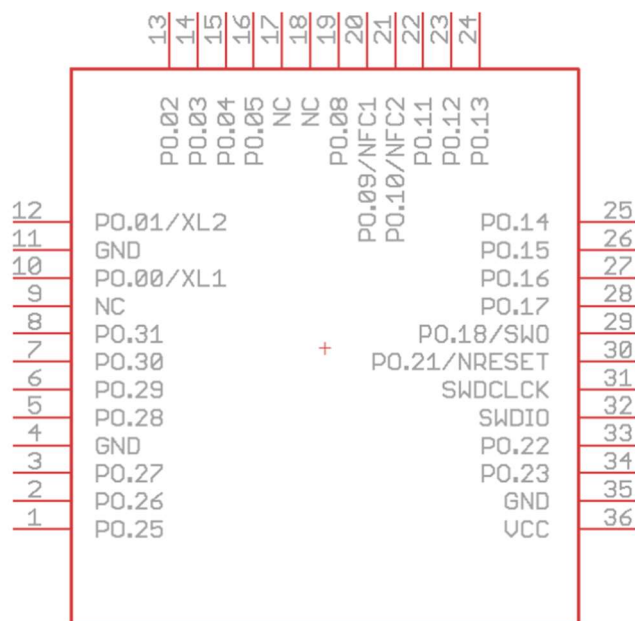 13 14 15 16 17 18 19 20 21 22 23 24
P0.02 P0.03 P0.04 P0.05 NC NC P0.08 P0.09/NFC1 P0.10/NFC2 P0.11 P0.12 P0.13
12 P0.01/XL2 P0.14 25
11 GND P0.15 26
10 P0.00/XL1 P0.16 27
9 NC P0.17 28
8 P0.31 P0.18/SWO 29
7 P0.30 P0.21/NRESET 30
6 P0.29 SWDCLCK 31
5 P0.28 SWDIO 32
4 GND P0.22 33
3 P0.27 P0.23 34
2 P0.26 GND 35
1 P0.25 VCC 36